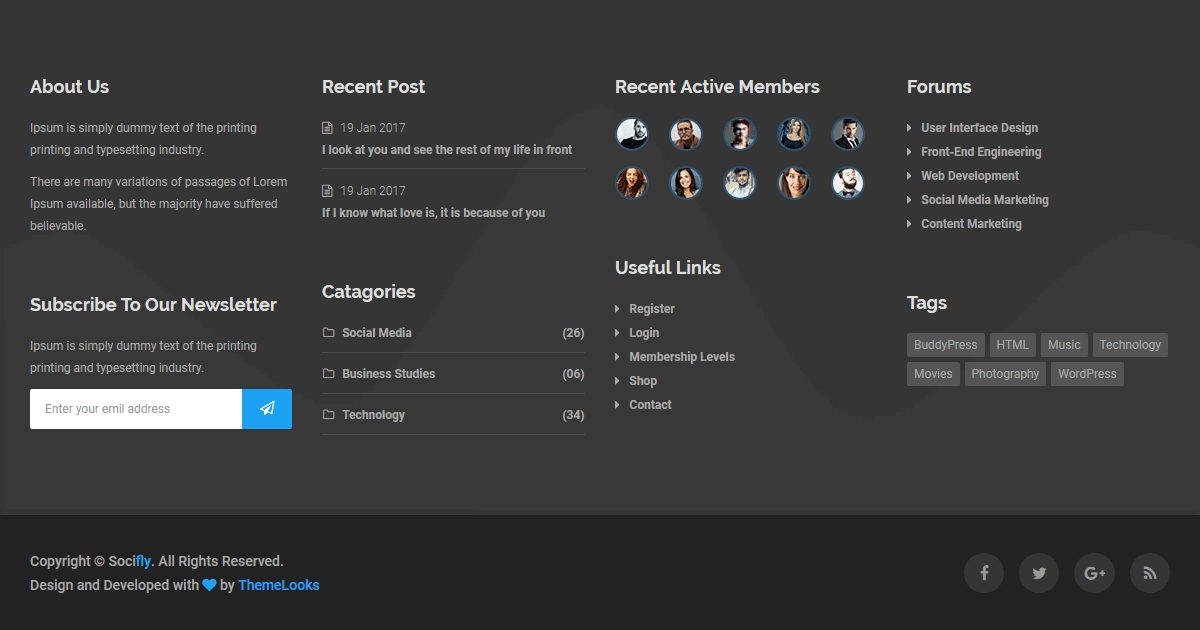 About Us
Ipsum is simply dummy text of the printing
printing and typesetting industry.
There are many variations of passages of Lorem
Ipsum available, but the majority have suffered
believable.
Subscribe To Our Newsletter
Ipsum is simply dummy text of the printing
printing and typesetting industry.
Enter your emil address
Recent Post
19 Jan 2017
I look at you and see the rest of my life in front
19 Jan 2017
If I know what love is, it is because of you
Catagories
Social Media (26)
Business Studies (06)
Technology (34)
Recent Active Members
Useful Links
Register
Login
Membership Levels
Shop
Contact
Forums
User Interface Design
Front-End Engineering
Web Development
Social Media Marketing
Content Marketing
Tags
BuddyPress HTML Music Technology
Movies Photography WordPress
Copyright © Socifly. All Rights Reserved.
Design and Developed with by ThemeLooks